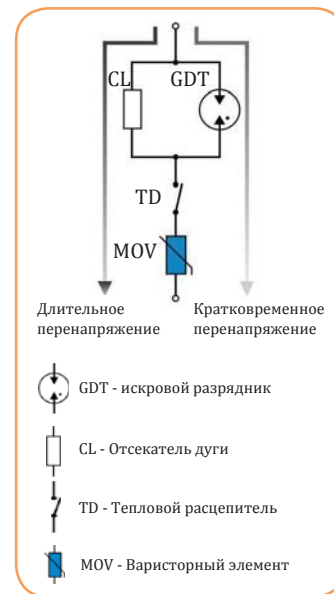 CL GDT
TD
MOV
Длительное
перенапряжение
Кратковременное
перенапряжение
GDT - искровой разрядник
CL - Отсекатель дуги
TD - Тепловой расцепитель
MOV - Варисторный элемент